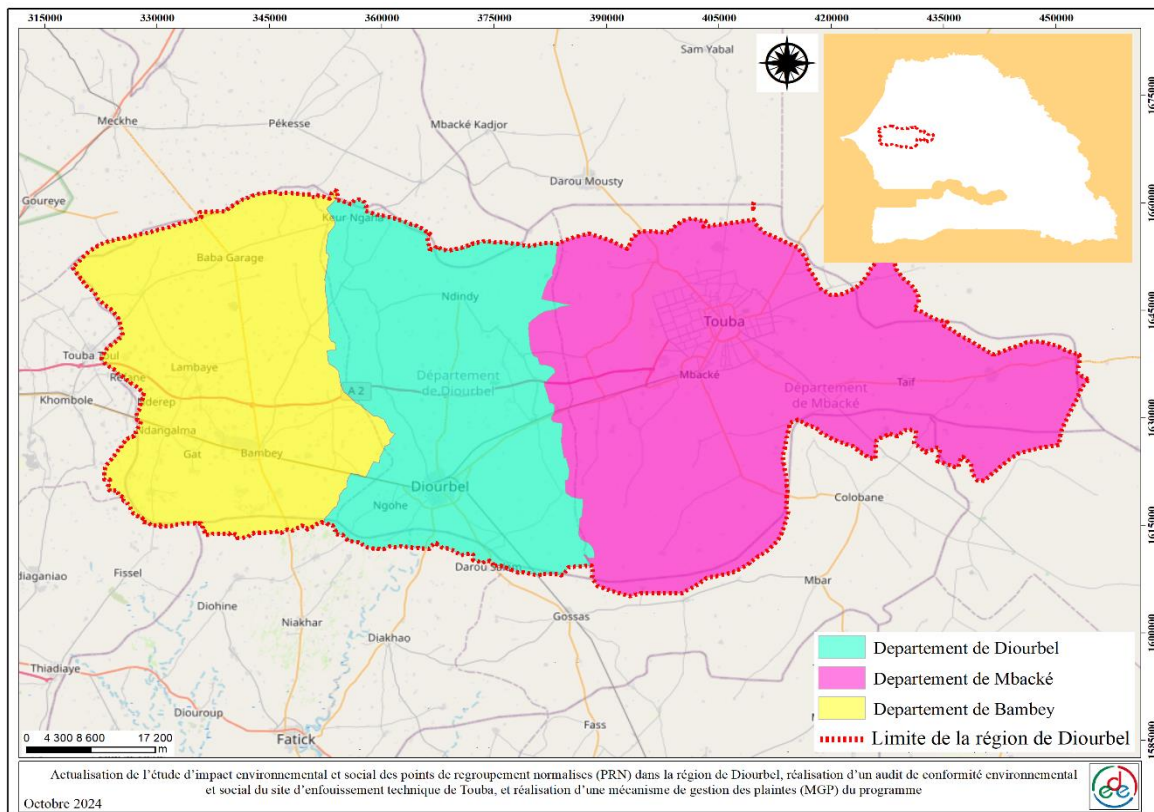 315000 330000 345000 360000 375000 390000 405000 420000 435000 450000
Sam Yabal
1675000
Meckhe
Pékesse
Mbacké Kadjor
Darou Mousty
Goureye
1660000
Keur Ngana
Baba Garage
Ndindy
1645000
Touba
Touba Toul
Lambaye
Mbacké
Département
de Diourbel
Département
de Mbacké
Taif
Khombole
A 2
1630000
Ndangalma
Gat
Bambey
Diourbel
Colobane
Ngohe
1615000
Fissel
Darou
Mbar
Diohine
Gossas
Niakhar
Diakhao
1600000
Thiadiaye
Diouroup
Fatick
Fass
1585000
Departement de Diourbel
Departement de Mbacké
Departement de Bambey
Limite de la région de Diourbel
0 4 300 8 600 17 200
m
Actualisation de l'étude d'impact environnemental et social des points de regroupement normalises (PRN) dans la région de Diourbel, réalisation d'un audit de conformité environnemental
et social du site d'enfouissement technique de Touba, et réalisation d'une mécanisme de gestion des plaintes (MGP) du programme
Octobre 2024
ede